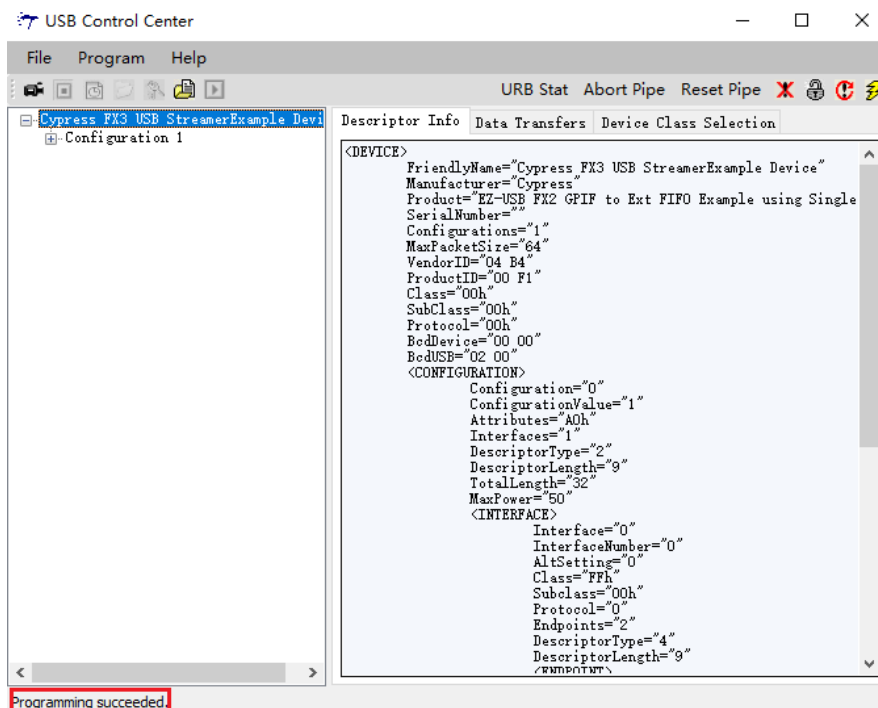 USB Control Center
File Program Help
URB Stat Abort Pipe Reset Pipe
Cypress FX3 USB StreamerExample Devi
Configuration 1
Descriptor Info Data Transfers Device Class Selection
<DEVICE>
FriendlyName="Cypress FX3 USB StreamerExample Device"
Manufacturer="Cypress"
Product="EZ-USB FX2 GPIF to Ext FIFO Example using Single
SerialNumber=""
Configurations="1"
MaxPacketSize="64"
VendorID="04 B4"
ProductID="00 F1"
Class="00h"
SubClass="00h"
Protocol="00h"
BcdDevice="00 00"
BcdUSB="02 00"
<CONFIGURATION>
Configuration="0"
ConfigurationValue="1"
Attributes="A0h"
Interfaces="1"
DescriptorType="2"
DescriptorLength="9"
TotalLength="32"
MaxPower="50"
<INTERFACE>
Interface="0"
InterfaceNumber="0"
AltSetting="0"
Class="FFh"
Subclass="00h"
Protocol="0"
Endpoints="2"
DescriptorType="4"
DescriptorLength="9"
<ENDPOINT>
Programming succeeded.